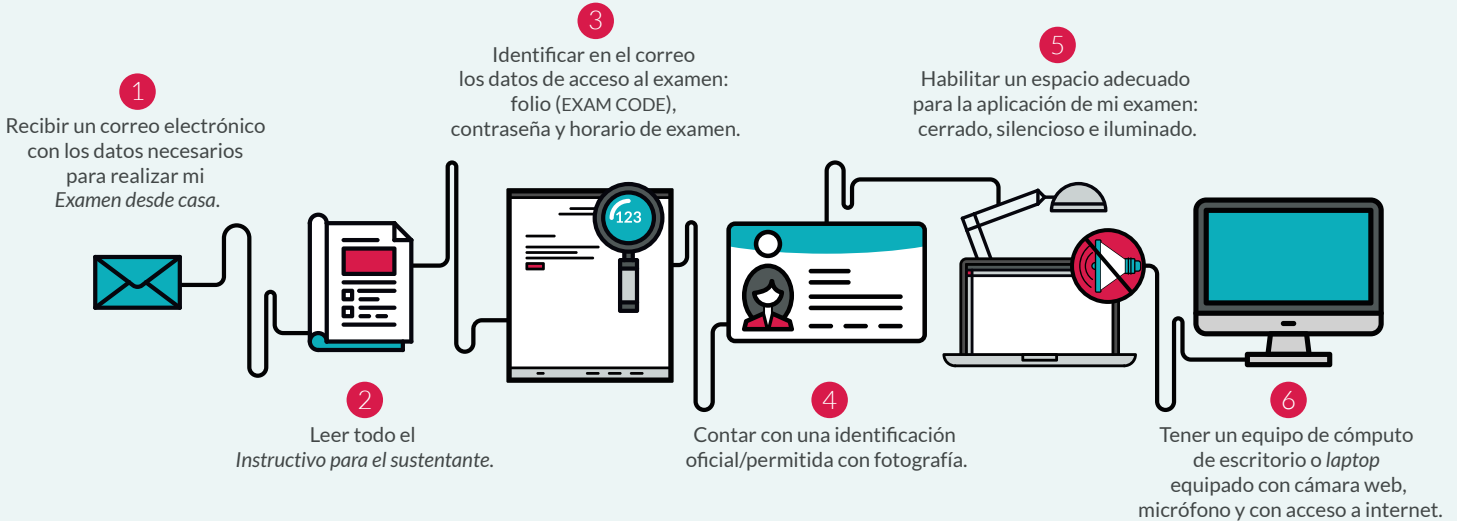 1
Recibir un correo electrónico
con los datos necesarios
para realizar mi
Examen desde casa.
2
Leer todo el
Instructivo para el sustentante.
3
Identificar en el correo
los datos de acceso al examen:
folio (EXAM CODE),
contraseña y horario de examen.
123
4
Contar con una identificación
oficial/permitida con fotografía.
5
Habilitar un espacio adecuado
para la aplicación de mi examen:
cerrado, silencioso e iluminado.
6
Tener un equipo de cómputo
de escritorio o laptop
equipado con cámara web,
micrófono y con acceso a internet.